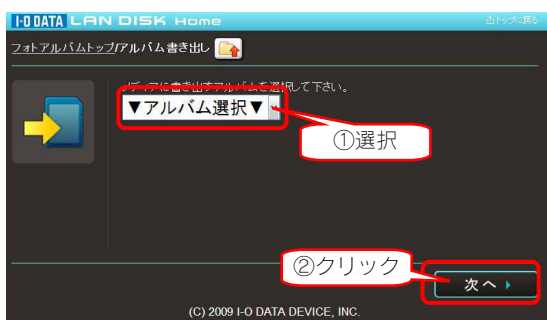 I-O DATA LAN DISK Home
凸トップに戻る
フォトアルバムトップ/アルバム書き出し
メディアに書き出すアルバムを選択して下さい。
▼アルバム選択▼
①選択
②クリック
次へ
(C) 2009 I-O DATA DEVICE, INC.